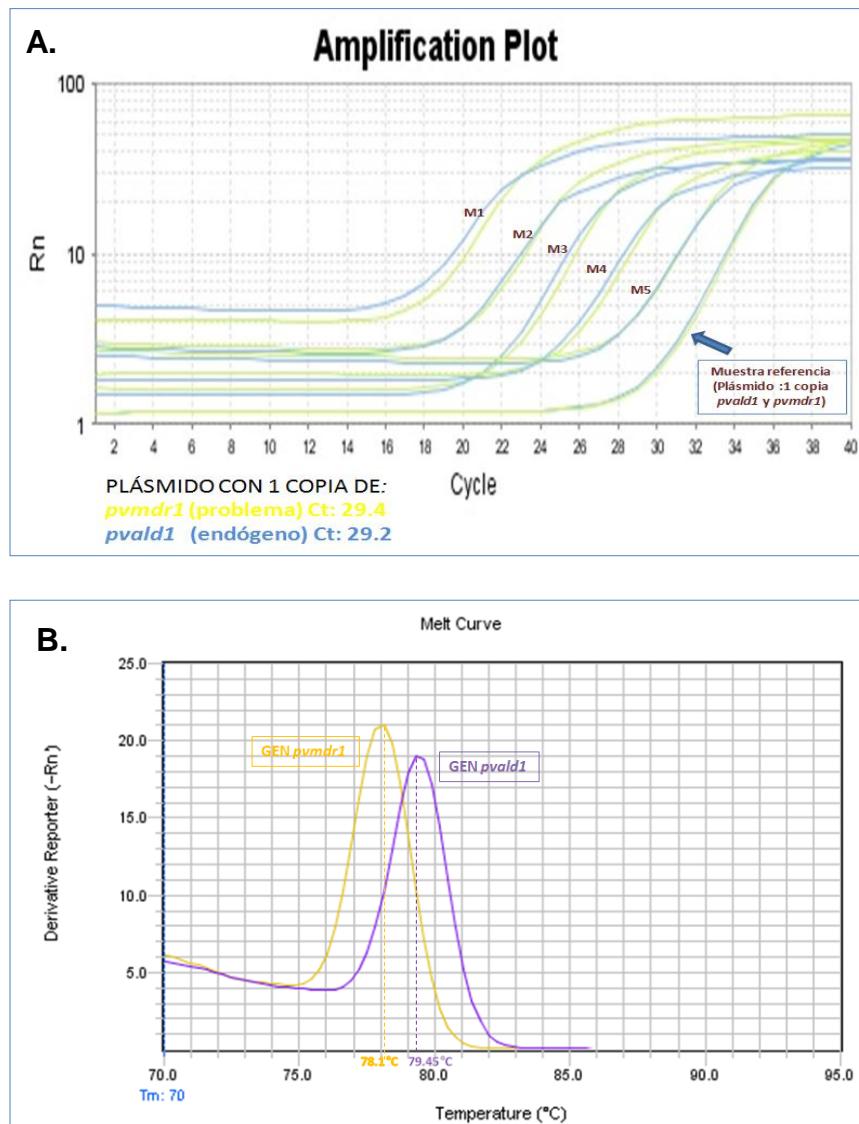 A.
Amplification Plot
100
10
1
Rn
M1
M2
M3
M4
M5
Muestra referencia
(Plásmido :1 copia
pvald1 y pvmdr1)
2 4 6 8 10 12 14 16 18 20 22 24 26 28 30 32 34 36 38 40
Cycle
PLÁSMIDO CON 1 COPIA DE:
pvmdr1 (problema) Ct: 29.4
pvald1 (endógeno) Ct: 29.2
B.
Melt Curve
25.0
20.0
15.0
10.0
5.0
Derivative Reporter (-Rn')
GEN pvmdr1
GEN pvald1
78.1°C 79.45°C
70.0 75.0 80.0 85.0 90.0 95.0
Tm: 70
Temperature (°C)